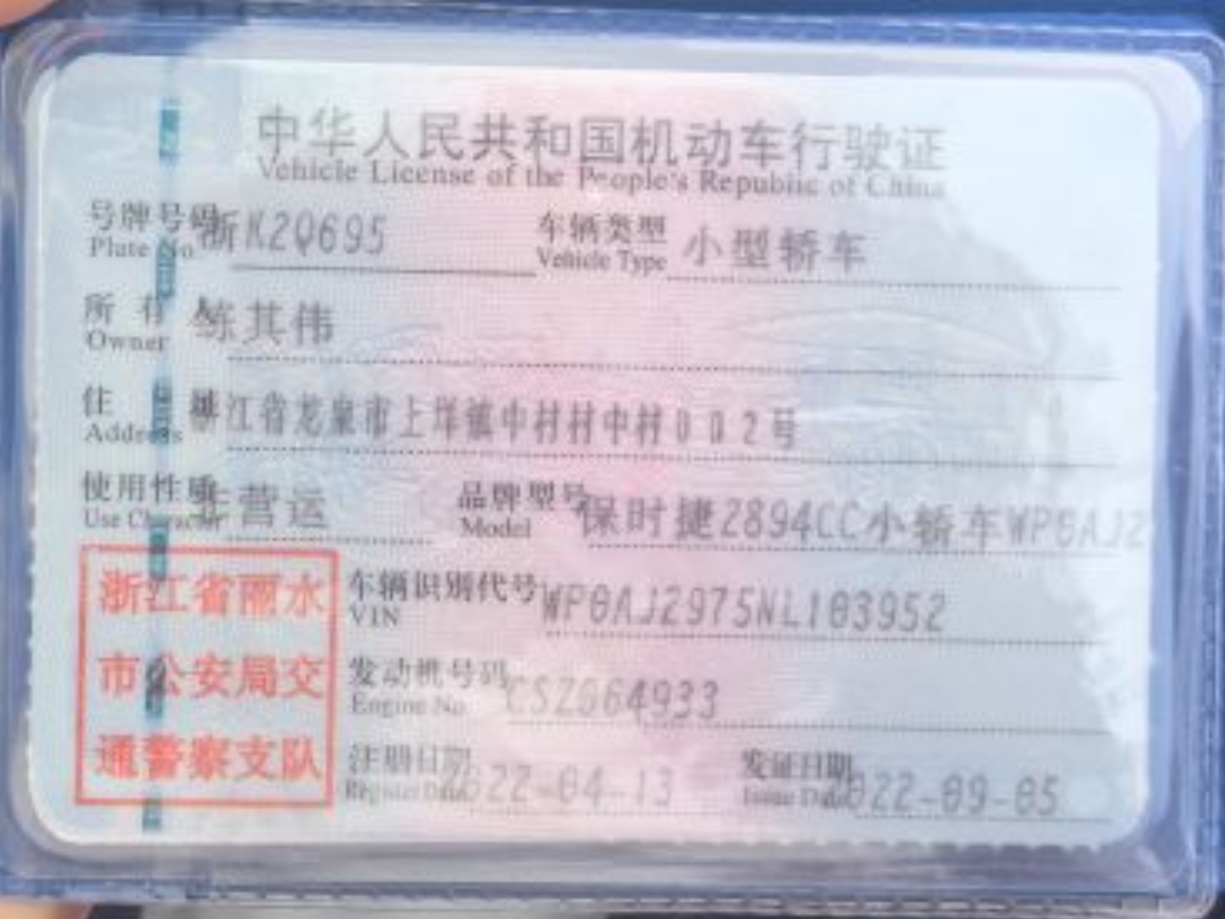 中华人民共和国机动车行驶证
Vehicle License of the People's Republic of China
号牌号码 浙K2Q695 车辆类型 小型轿车
Plate No. Vehicle Type
所有人 练其伟
Owner
住址 浙江省龙泉市上垟镇中村村中村002号
Address
使用性质 非营运 品牌型号 保时捷2894CC小轿车WP0AJ2
Use Character Model
浙江省丽水
市公安局交
通警察支队
车辆识别代号 WP0AJ2975NL103952
VIN
发动机号码 CSZ064933
Engine No.
注册日期 2022-04-13 发证日期 2022-09-05
Register Date Issue Date